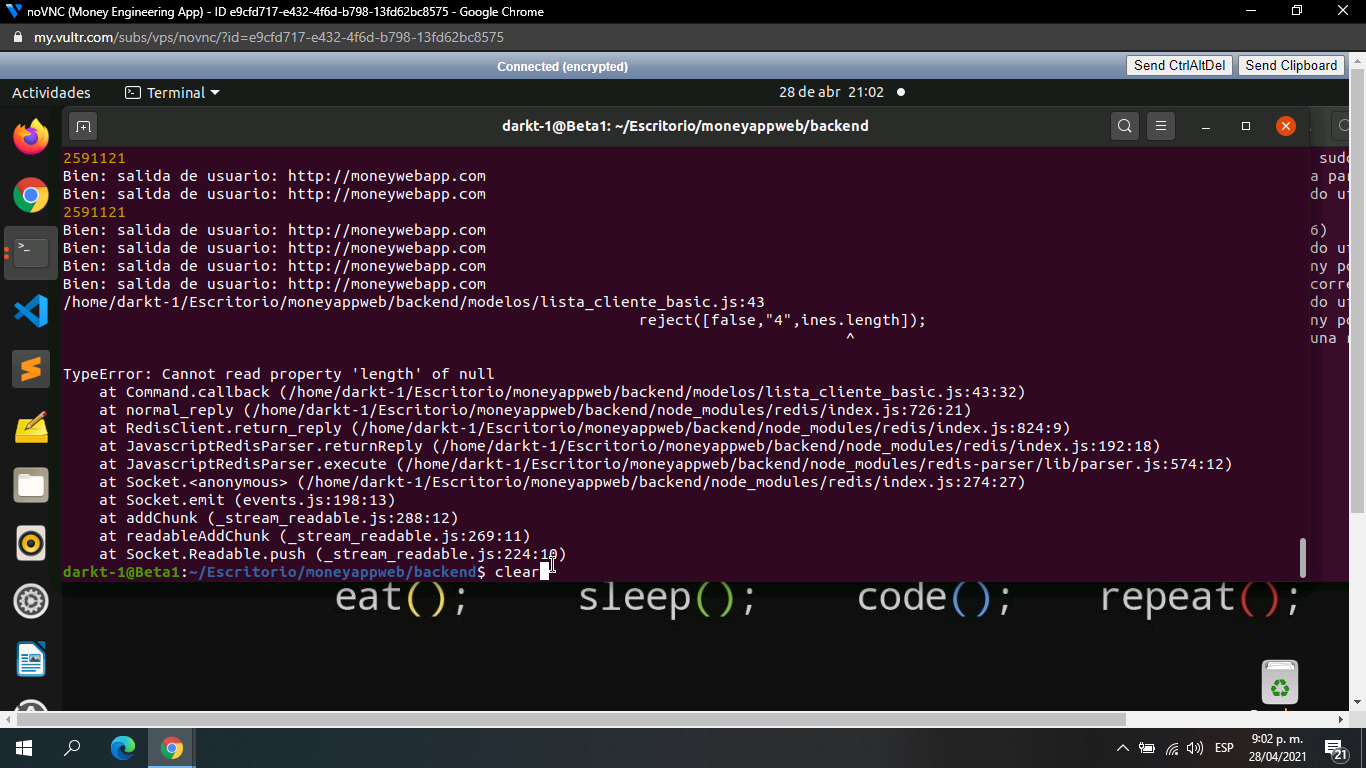 noVNC (Money Engineering App) - ID e9cfd717-e432-4f6d-b798-13fd62bc8575 - Google Chrome
my.vultr.com/subs/vps/novnc/?id=e9cfd717-e432-4f6d-b798-13fd62bc8575
Connected (encrypted)
Send CtrlAltDel
Send Clipboard
Actividades
Terminal
28 de abr 21:02
darkt-1@Beta1: ~/Escritorio/moneyappweb/backend
2591121
Bien: salida de usuario: http://moneywebapp.com
Bien: salida de usuario: http://moneywebapp.com
2591121
Bien: salida de usuario: http://moneywebapp.com
Bien: salida de usuario: http://moneywebapp.com
Bien: salida de usuario: http://moneywebapp.com
Bien: salida de usuario: http://moneywebapp.com
/home/darkt-1/Escritorio/moneyappweb/backend/modelos/lista_cliente_basic.js:43
reject([false,"4",ines.length]);
^
TypeError: Cannot read property 'length' of null
at Command.callback (/home/darkt-1/Escritorio/moneyappweb/backend/modelos/lista_cliente_basic.js:43:32)
at normal_reply (/home/darkt-1/Escritorio/moneyappweb/backend/node_modules/redis/index.js:726:21)
at RedisClient.return_reply (/home/darkt-1/Escritorio/moneyappweb/backend/node_modules/redis/index.js:824:9)
at JavascriptRedisParser.returnReply (/home/darkt-1/Escritorio/moneyappweb/backend/node_modules/redis/index.js:192:18)
at JavascriptRedisParser.execute (/home/darkt-1/Escritorio/moneyappweb/backend/node_modules/redis-parser/lib/parser.js:574:12)
at Socket.<anonymous> (/home/darkt-1/Escritorio/moneyappweb/backend/node_modules/redis/index.js:274:27)
at Socket.emit (events.js:198:13)
at addChunk (_stream_readable.js:288:12)
at readableAddChunk (_stream_readable.js:269:11)
at Socket.Readable.push (_stream_readable.js:224:10)
darkt-1@Beta1:~/Escritorio/moneyappweb/backend$ clear
sudo
a
do
6)
do
ny
do
ny
una
eat(); sleep(); code(); repeat();
ESP
9:02 p. m.
28/04/2021
21